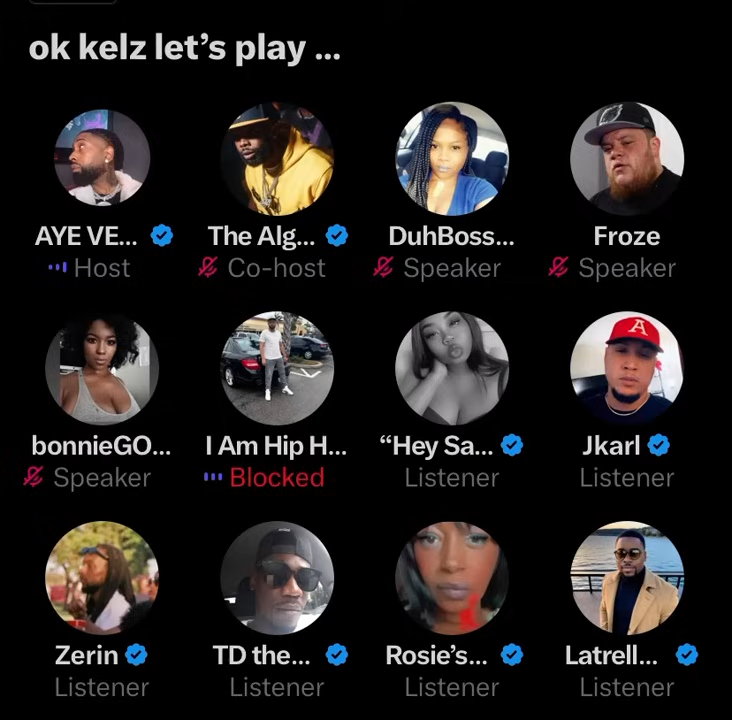 ok kelz let’s play ...
AYE VE... The Alg... DuhBoss... Froze
Host Co-host Speaker Speaker
bonnieGO... I Am Hip H... “Hey Sa... Jkarl
Speaker Blocked Listener Listener
A
Zerin TD the... Rosie’s... Latrell...
Listener Listener Listener Listener